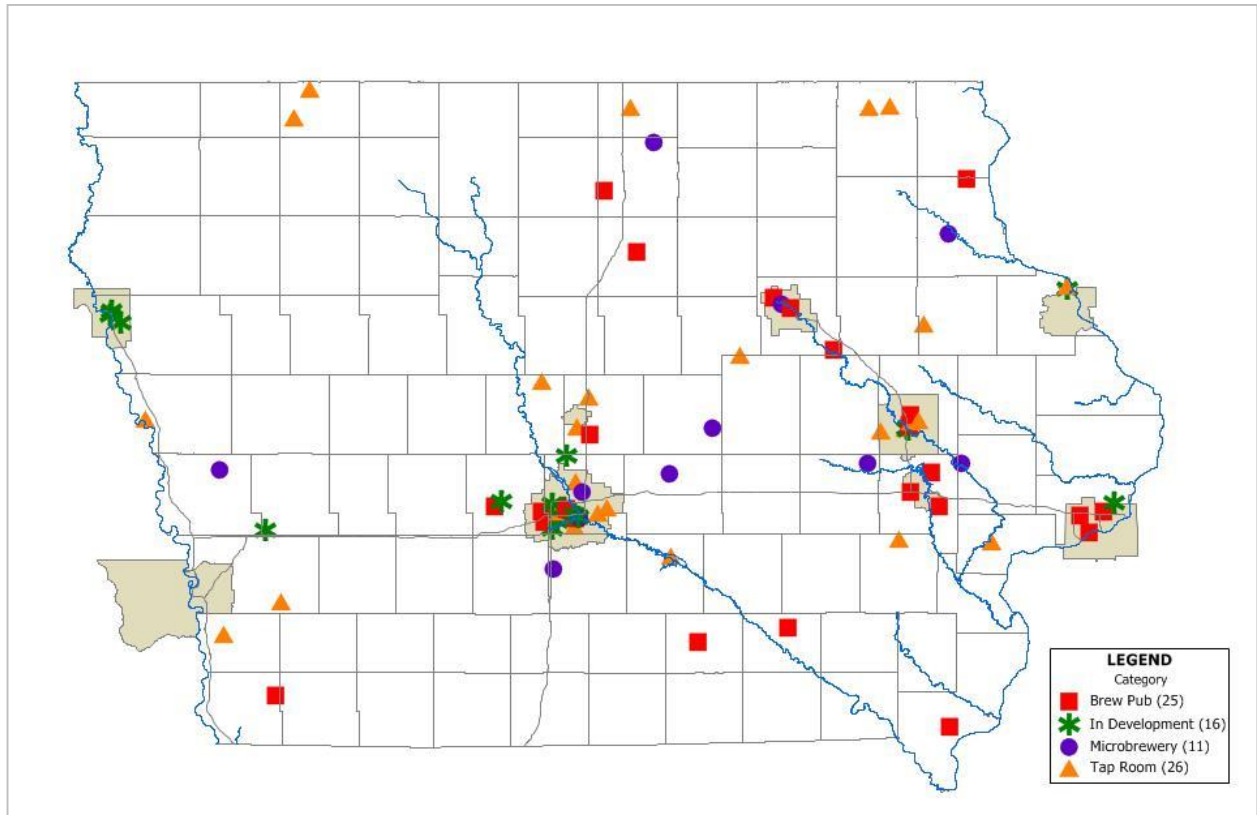 LEGEND
Category
Brew Pub (25)
In Development (16)
Microbrewery (11)
Tap Room (26)